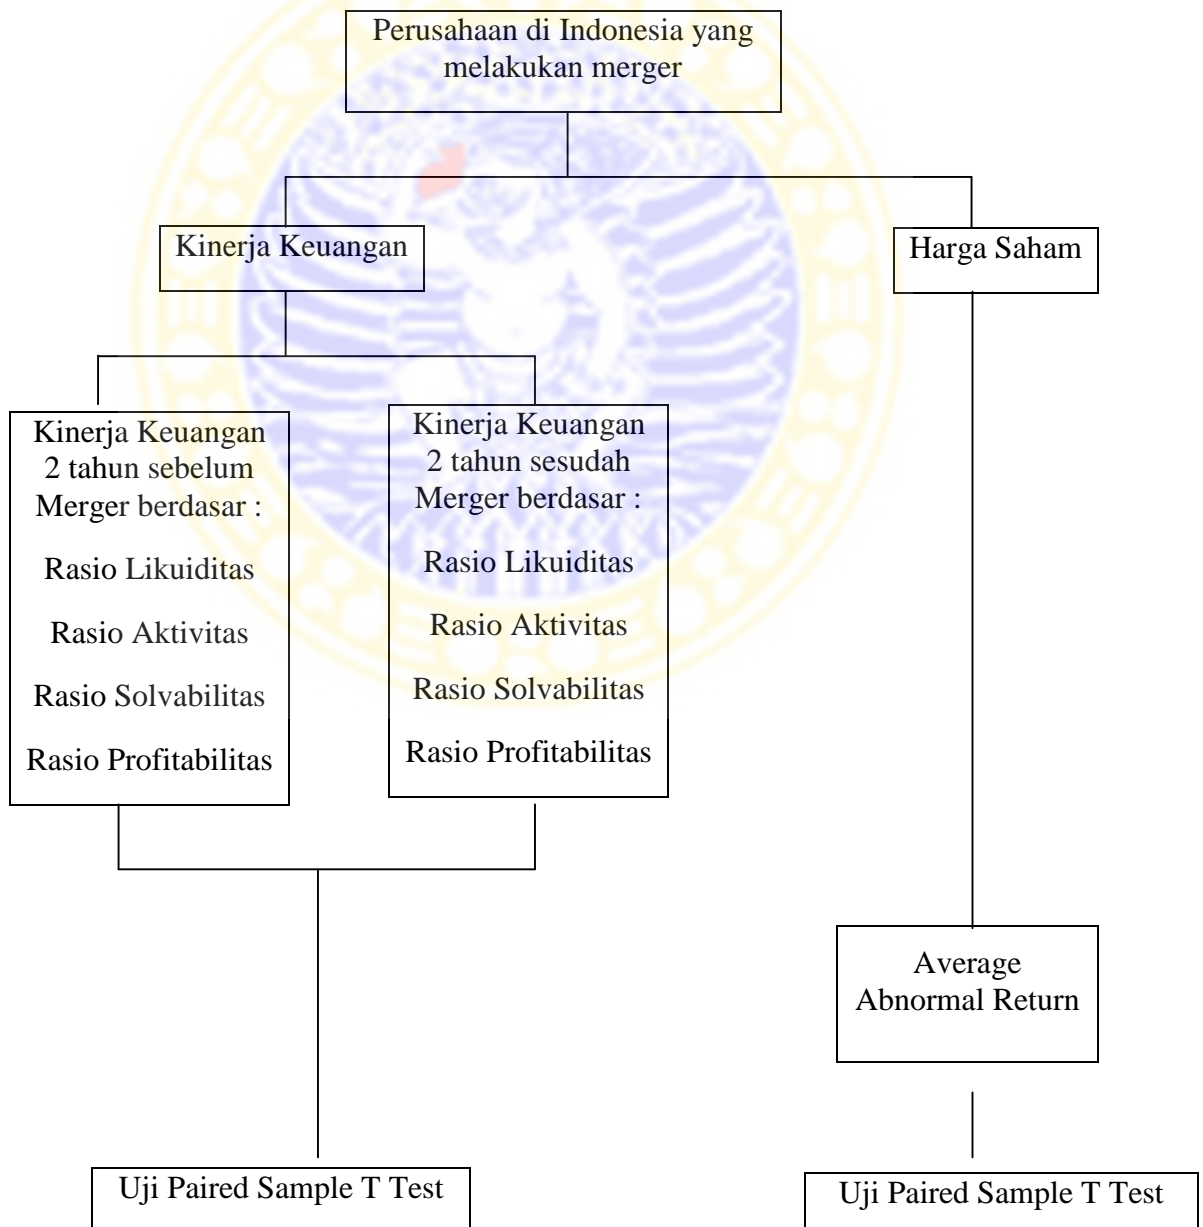 Perusahaan di Indonesia yang
melakukan merger
Kinerja Keuangan
Harga Saham
Kinerja Keuangan
2 tahun sebelum
Merger berdasar :
Rasio Likuiditas
Rasio Aktivitas
Rasio Solvabilitas
Rasio Profitabilitas
Kinerja Keuangan
2 tahun sesudah
Merger berdasar :
Rasio Likuiditas
Rasio Aktivitas
Rasio Solvabilitas
Rasio Profitabilitas
Average
Abnormal Return
Uji Paired Sample T Test
Uji Paired Sample T Test